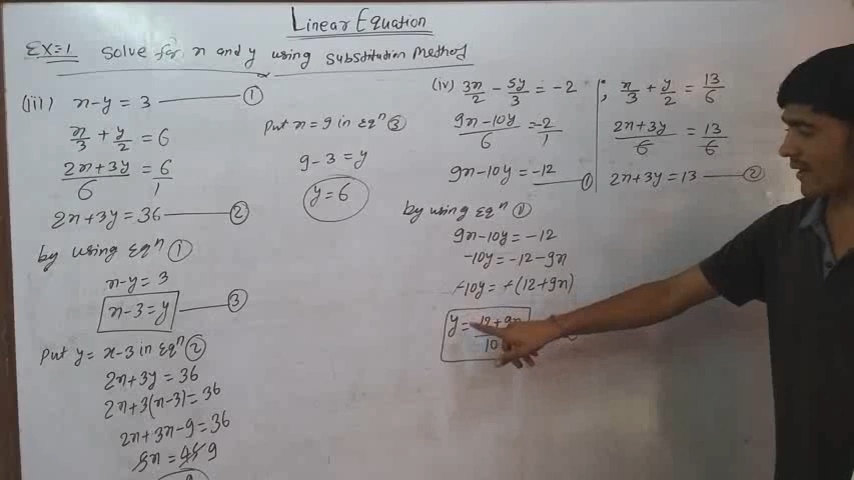 Linear Equation
EX=1 Solve for x and y using substitution method
(iii) x-y = 3 ①
x/3 + y/2 = 6
2x+3y/6 = 6/1
2x+3y = 36 ②
by using Eqⁿ ①
x-y = 3
x-3 = y ③
Put y = x-3 in Eqⁿ ②
2x+3y = 36
2x+3(x-3) = 36
2x+3x-9 = 36
5x = 45 9
Put x = 9 in Eqⁿ ③
9-3 = y
y = 6
(iv) 3x/2 - 5y/3 = -2 ; x/3 + y/2 = 13/6
9x-10y/6 = -2/1
9x-10y = -12 ①
2x+3y/6 = 13/6
2x+3y = 13 ②
by using Eqⁿ ①
9x-10y = -12
-10y = -12-9x
-10y = -(12+9x)
y = 12+9x/10